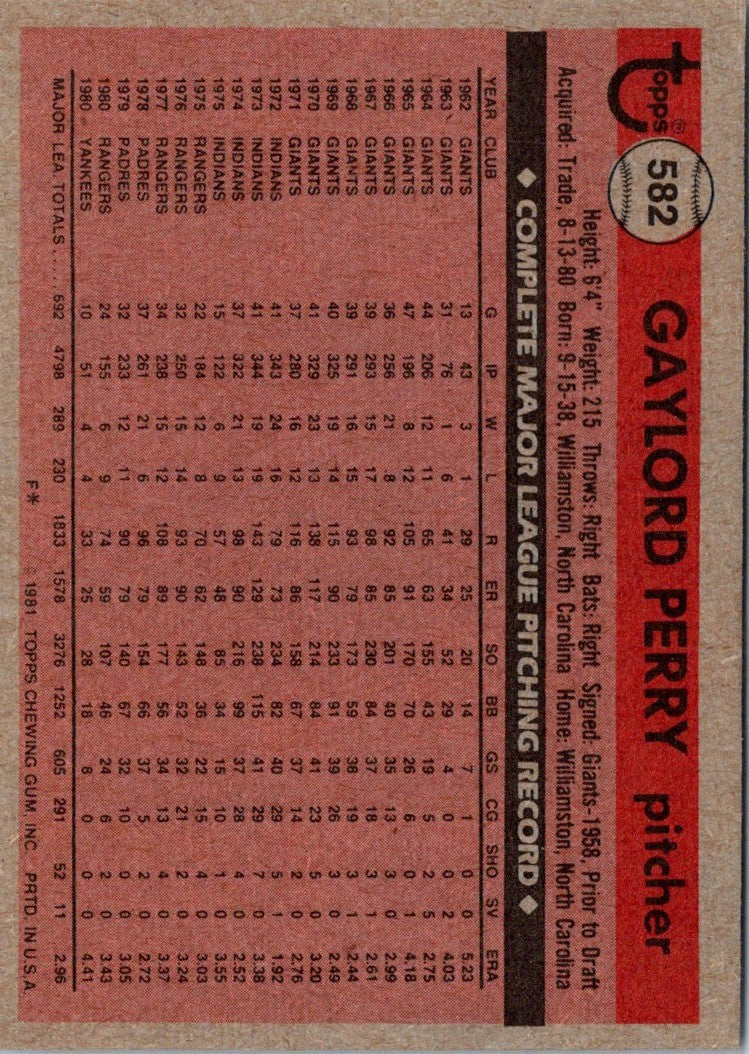 topps®
582
GAYLORD PERRY pitcher
Height: 6'4" Weight: 215 Throws: Right Bats: Right Signed: Giants-1958, Prior to Draft
Acquired: Trade, 8-13-80 Born: 9-15-38, Williamston, North Carolina Home: Williamston, North Carolina
◆ COMPLETE MAJOR LEAGUE PITCHING RECORD ◆
YEAR CLUB G IP W L R ER SO BB GS CG SHO SV ERA
1962 GIANTS 13 43 3 1 29 25 20 14 7 1 0 0 5.23
1963 GIANTS 31 76 1 6 41 34 52 29 4 0 0 2 4.03
1964 GIANTS 44 206 12 11 65 63 155 43 19 5 2 5 2.75
1965 GIANTS 47 196 8 12 105 91 170 70 26 6 0 1 4.18
1966 GIANTS 36 256 21 8 92 85 201 40 35 13 3 0 2.99
1967 GIANTS 39 293 15 17 98 85 230 84 37 18 3 1 2.61
1968 GIANTS 39 291 16 15 93 79 173 59 38 19 3 1 2.44
1969 GIANTS 40 325 19 14 115 90 233 91 39 26 3 0 2.49
1970 GIANTS 41 329 23 13 138 117 214 84 41 23 5 0 3.20
1971 GIANTS 37 280 16 12 116 86 158 67 37 14 2 0 2.76
1972 INDIANS 41 343 24 16 79 73 234 82 40 29 5 1 1.92
1973 INDIANS 41 344 19 19 143 129 238 115 41 29 7 0 3.38
1974 INDIANS 37 322 21 13 98 90 216 99 37 28 4 0 2.52
1975 INDIANS 15 122 6 9 57 48 85 34 15 10 1 0 3.55
1975 RANGERS 22 184 12 8 70 62 148 36 22 15 4 0 3.03
1976 RANGERS 32 250 15 14 93 90 143 52 32 21 2 0 3.24
1977 RANGERS 34 238 15 12 108 89 177 56 34 13 4 0 3.37
1978 PADRES 37 261 21 6 96 79 154 66 37 5 2 0 2.72
1979 PADRES 32 233 12 11 90 79 140 67 32 10 0 0 3.05
1980 RANGERS 24 155 6 9 74 59 107 46 24 6 2 0 3.43
1980 YANKEES 10 51 4 4 33 25 28 18 8 0 0 0 4.41
MAJOR LEA. TOTALS .... 692 4798 289 230 1833 1578 3276 1252 605 291 52 11 2.96
F* © 1981 TOPPS CHEWING GUM, INC. PRTD. IN U.S.A.